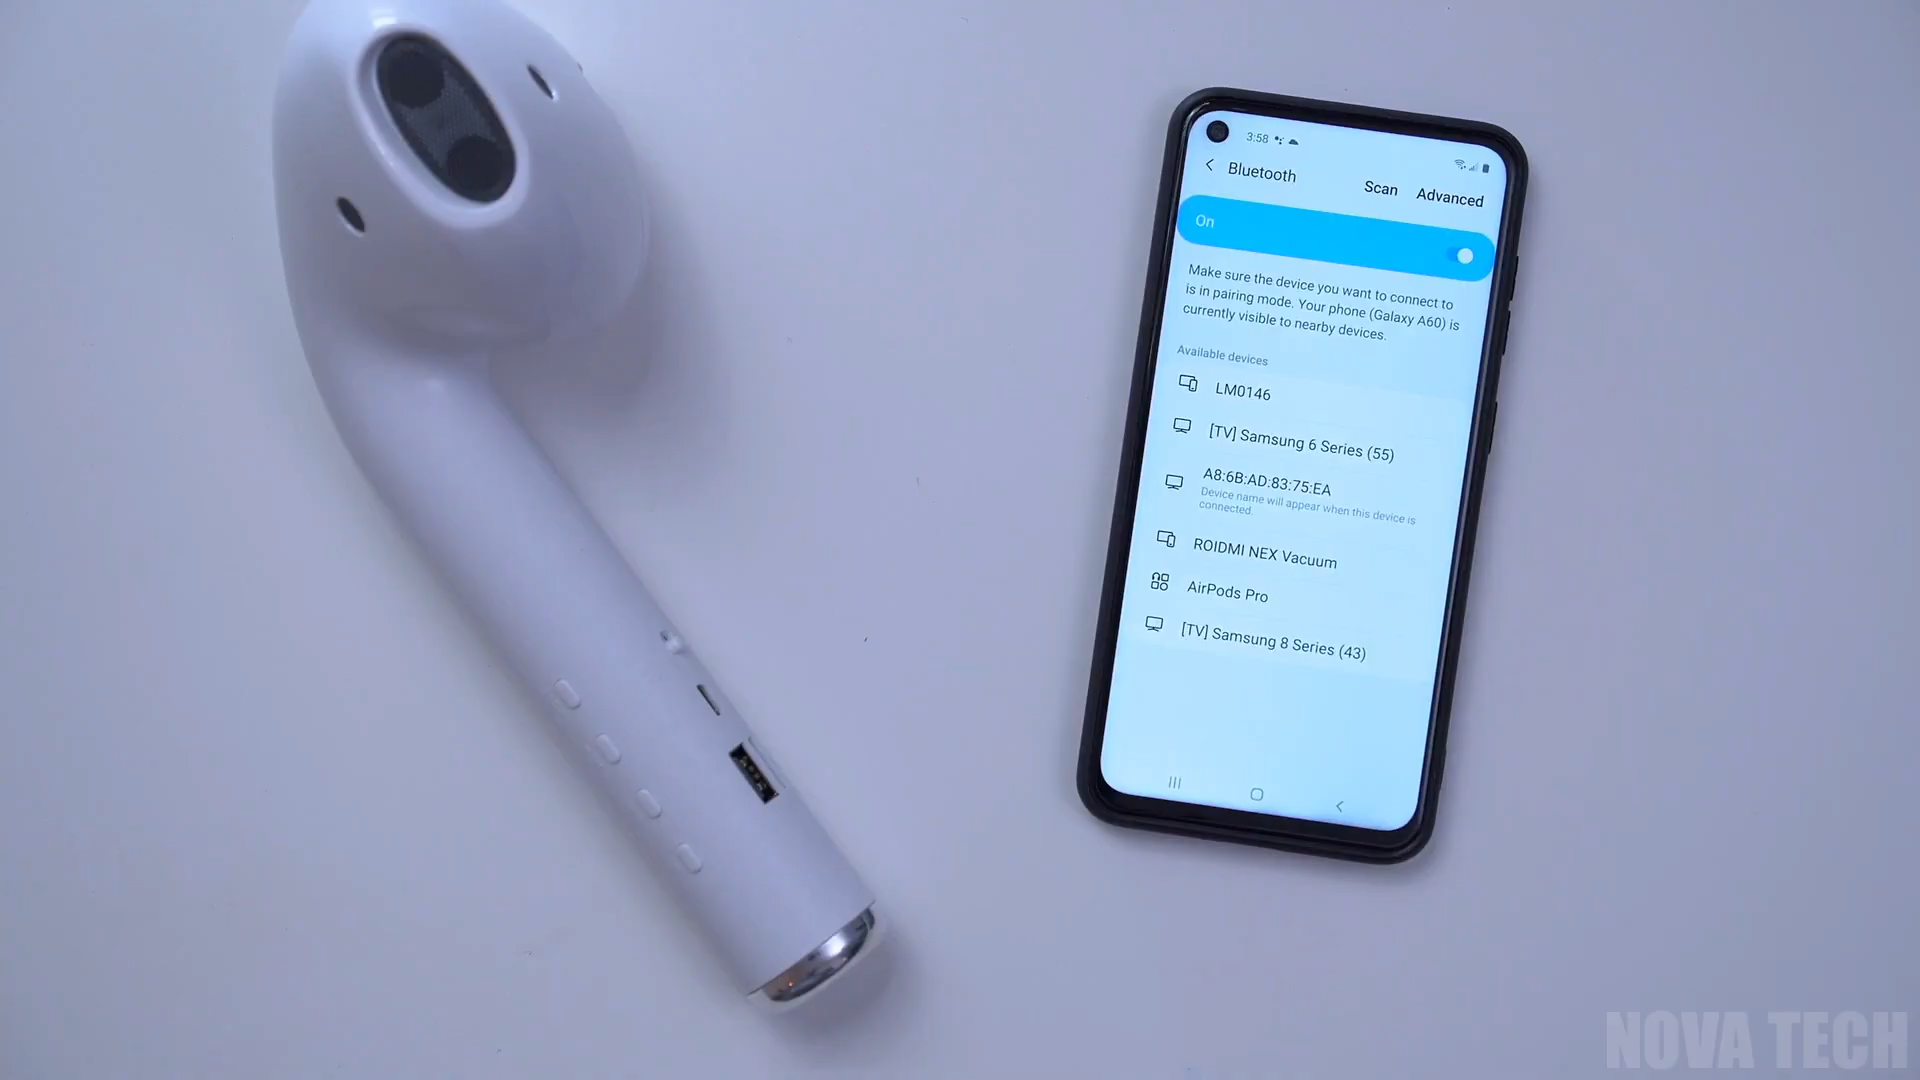 3:58
Bluetooth
Scan
Advanced
On
Make sure the device you want to connect to
is in pairing mode. Your phone (Galaxy A60) is
currently visible to nearby devices.
Available devices
LM0146
[TV] Samsung 6 Series (55)
A8:6B:AD:83:75:EA
Device name will appear when this device is
connected.
ROIDMI NEX Vacuum
AirPods Pro
[TV] Samsung 8 Series (43)
NOVA TECH